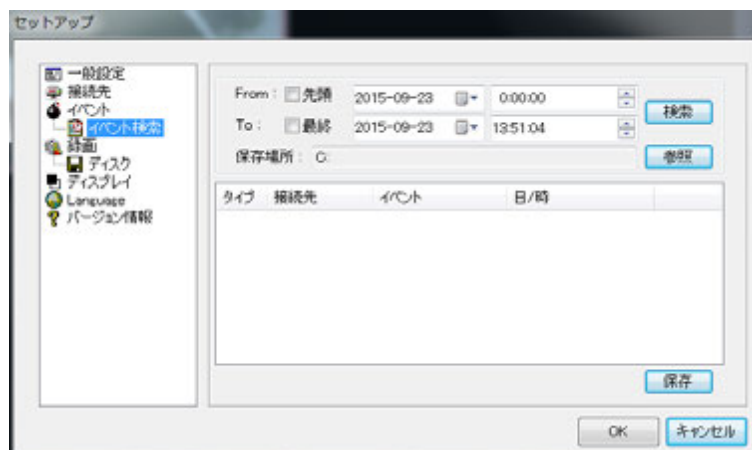 セットアップ
一般設定
接続先
イベント
イベント検索
録画
ディスク
ディスプレイ
Language
バージョン情報
From : 先頭 2015-09-23 0:00:00 検索
To : 最終 2015-09-23 13:51:04
保存場所 : C: 参照
タイプ 接続先 イベント 日/時
保存
OK キャンセル